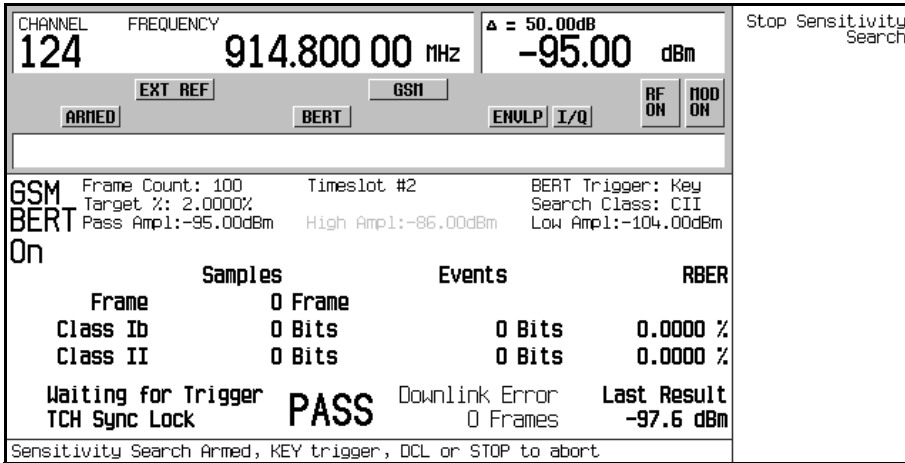 CHANNEL FREQUENCY Δ = 50.00dB
124 914.800 00 MHz -95.00 dBm
Stop Sensitivity
Search
EXT REF GSM RF ON MOD ON
ARMED BERT ENVLP I/Q
GSM BERT On
Frame Count: 100 Timeslot #2 BERT Trigger: Key
Target %: 2.0000% Search Class: CII
Pass Ampl:-95.00dBm High Ampl:-86.00dBm Low Ampl:-104.00dBm
Samples Events RBER
Frame 0 Frame
Class Ib 0 Bits 0 Bits 0.0000 %
Class II 0 Bits 0 Bits 0.0000 %
Waiting for Trigger PASS Downlink Error Last Result
TCH Sync Lock 0 Frames -97.6 dBm
Sensitivity Search Armed, KEY trigger, DCL or STOP to abort